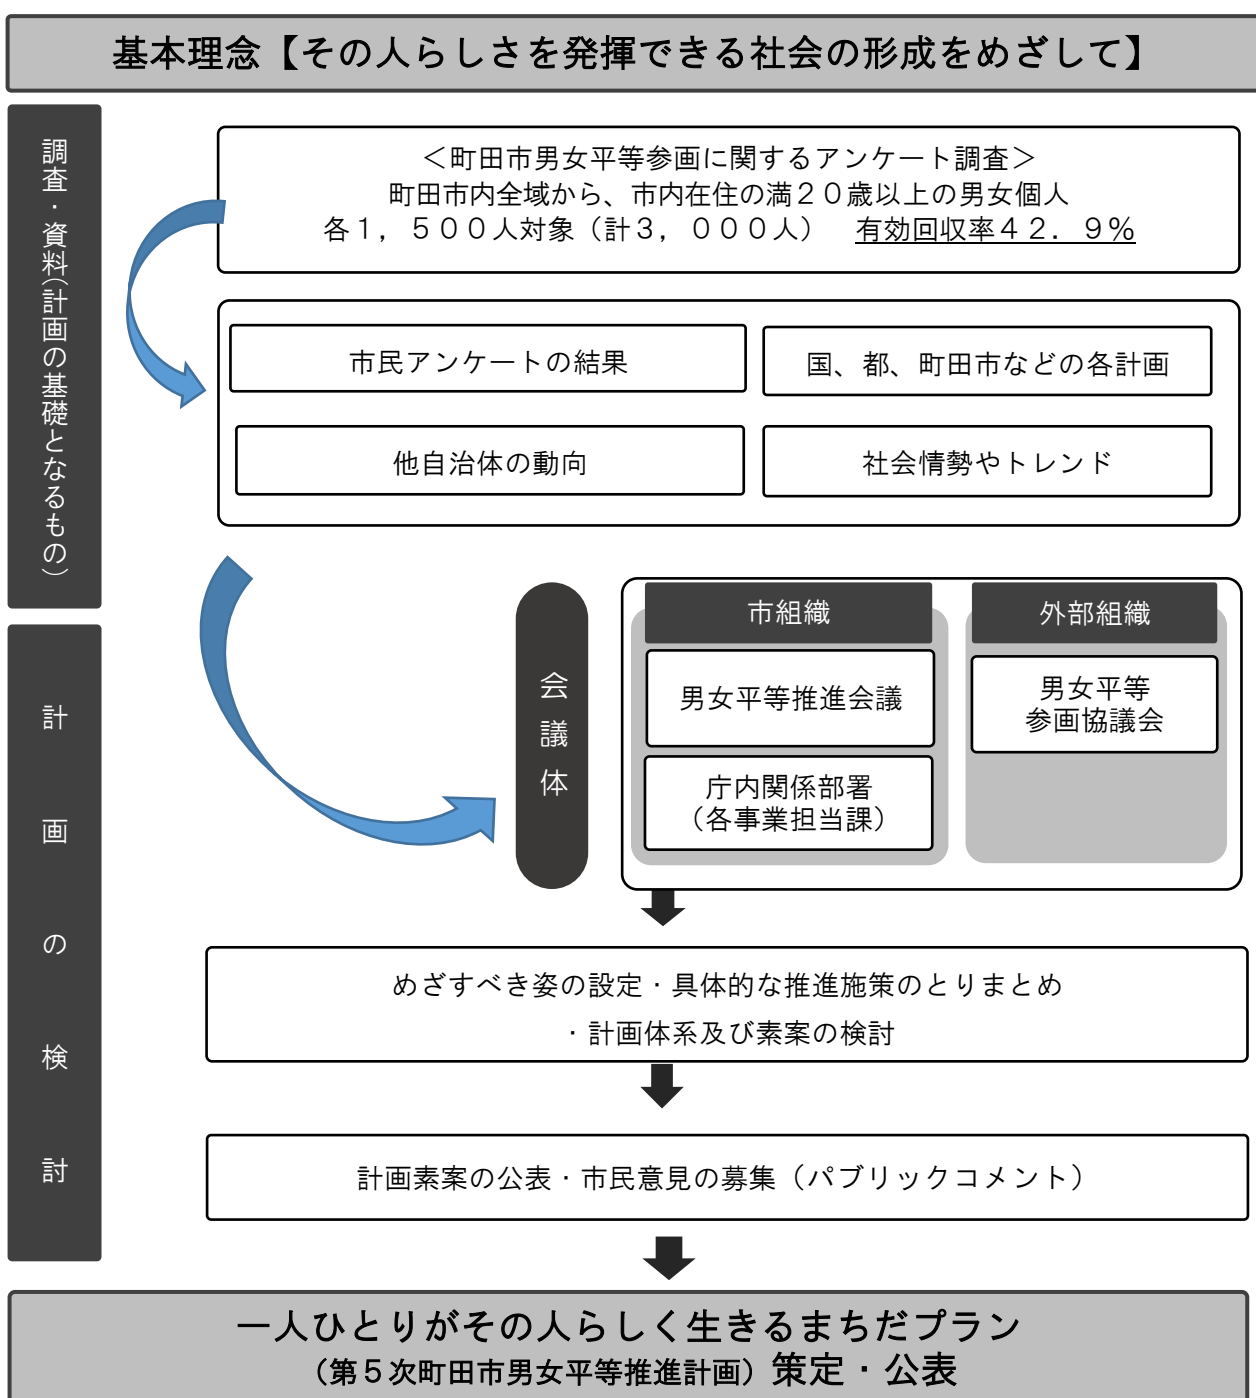 基本理念【その人らしさを発揮できる社会の形成をめざして】
調査・資料(計画の基礎となるもの)
<町田市男女平等参画に関するアンケート調査>
町田市内全域から、市内在住の満20歳以上の男女個人
各1,500人対象(計3,000人) 有効回収率42.9%
市民アンケートの結果
国、都、町田市などの各計画
他自治体の動向
社会情勢やトレンド
計画の検討
会議体
市組織
男女平等推進会議
庁内関係部署
(各事業担当課)
外部組織
男女平等
参画協議会
めざすべき姿の設定・具体的な推進施策のとりまとめ
・計画体系及び素案の検討
計画素案の公表・市民意見の募集(パブリックコメント)
一人ひとりがその人らしく生きるまちだプラン
(第5次町田市男女平等推進計画)策定・公表